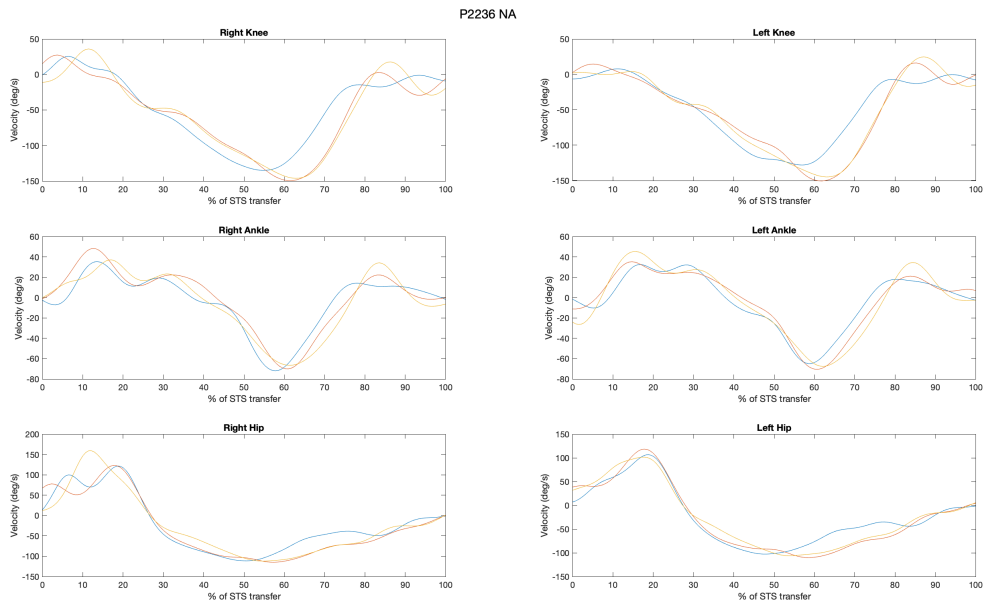 P2236 NA
Right Knee
Left Knee
50
0
-50
-100
-150
Velocity (deg/s)
0 10 20 30 40 50 60 70 80 90 100
% of STS transfer
50
0
-50
-100
-150
Velocity (deg/s)
0 10 20 30 40 50 60 70 80 90 100
% of STS transfer
Right Ankle
Left Ankle
60
40
20
0
-20
-40
-60
-80
Velocity (deg/s)
0 10 20 30 40 50 60 70 80 90 100
% of STS transfer
60
40
20
0
-20
-40
-60
-80
Velocity (deg/s)
0 10 20 30 40 50 60 70 80 90 100
% of STS transfer
Right Hip
Left Hip
200
150
100
50
0
-50
-100
-150
Velocity (deg/s)
0 10 20 30 40 50 60 70 80 90 100
% of STS transfer
150
100
50
0
-50
-100
-150
Velocity (deg/s)
0 10 20 30 40 50 60 70 80 90 100
% of STS transfer